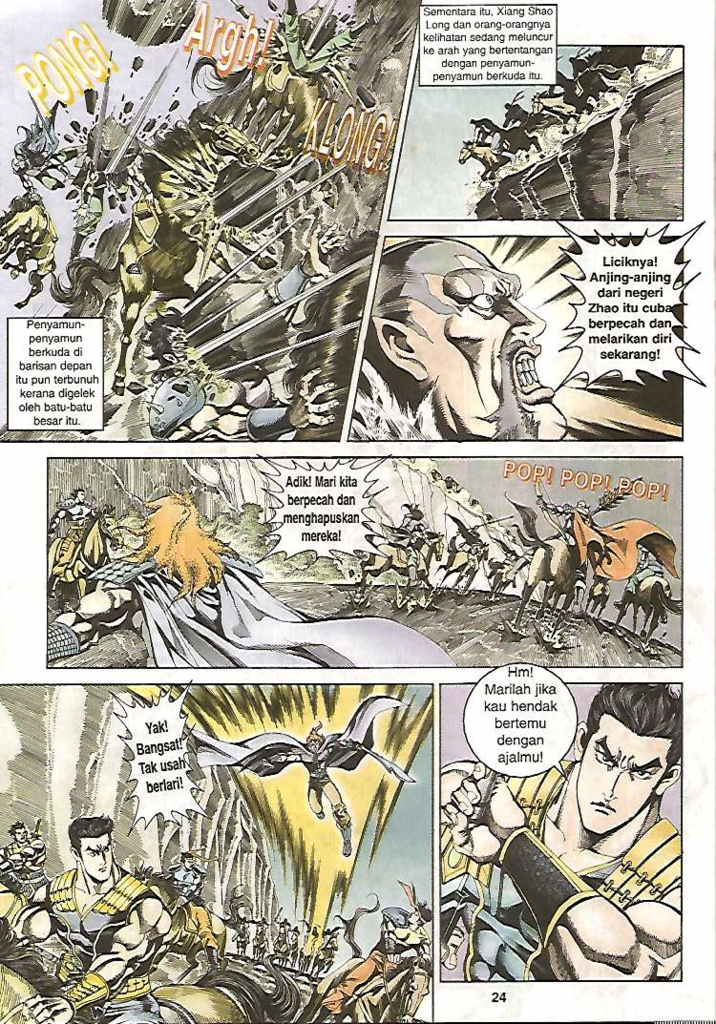 PONG!
Argh!
KLONG!
Penyamun-
penyamun
berkuda di
barisan depan
itu pun terbunuh
kerana digelek
oleh batu-batu
besar itu.
Sementara itu, Xiang Shao
Long dan orang-orangnya
kelihatan sedang meluncur
ke arah yang bertentangan
dengan penyamun-
penyamun berkuda itu.
Liciknya!
Anjing-anjing
dari negeri
Zhao itu cuba
berpecah dan
melarikan diri
sekarang!
Adik! Mari kita
berpecah dan
menghapuskan
mereka!
POP! POP! POP!
Yak!
Bangsat!
Tak usah
berlari!
Hm!
Marilah jika
kau hendak
bertemu
dengan
ajalmu!
24